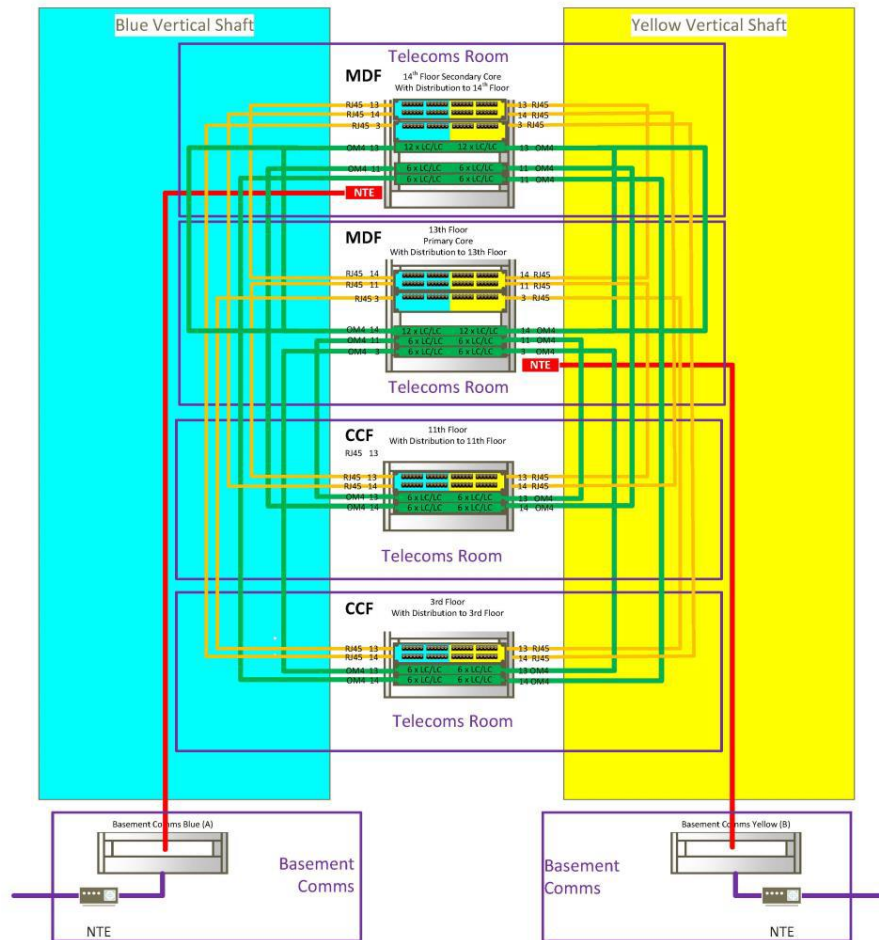 Blue Vertical Shaft
Yellow Vertical Shaft
Telecoms Room
MDF
14th Floor Secondary Core
With Distribution to 14th Floor
RJ45 13
13 RJ45
RJ45 14
14 RJ45
RJ45 3
3 RJ45
OM4 13
12 x LC/LC 12 x LC/LC
13 OM4
OM4 11
6 x LC/LC 6 x LC/LC
11 OM4
OM4 3
6 x LC/LC 6 x LC/LC
11 OM4
NTE
MDF
13th Floor
Primary Core
With Distribution to 13th Floor
RJ45 14
14 RJ45
RJ45 11
11 RJ45
RJ45 3
3 RJ45
OM4 14
12 x LC/LC 12 x LC/LC
14 OM4
OM4 11
6 x LC/LC 6 x LC/LC
11 OM4
OM4 3
6 x LC/LC 6 x LC/LC
3 OM4
NTE
Telecoms Room
CCF
11th Floor
With Distribution to 11th Floor
RJ45 13
RJ45 13
13 RJ45
RJ45 14
14 RJ45
OM4 13
6 x LC/LC 6 x LC/LC
13 OM4
OM4 14
6 x LC/LC 6 x LC/LC
14 OM4
Telecoms Room
CCF
3rd Floor
With Distribution to 3rd Floor
RJ45 13
13 RJ45
RJ45 14
14 RJ45
OM4 13
6 x LC/LC 6 x LC/LC
13 OM4
OM4 14
6 x LC/LC 6 x LC/LC
14 OM4
Telecoms Room
Basement Comms Blue (A)
Basement
Comms
NTE
Basement Comms Yellow (B)
Basement
Comms
NTE